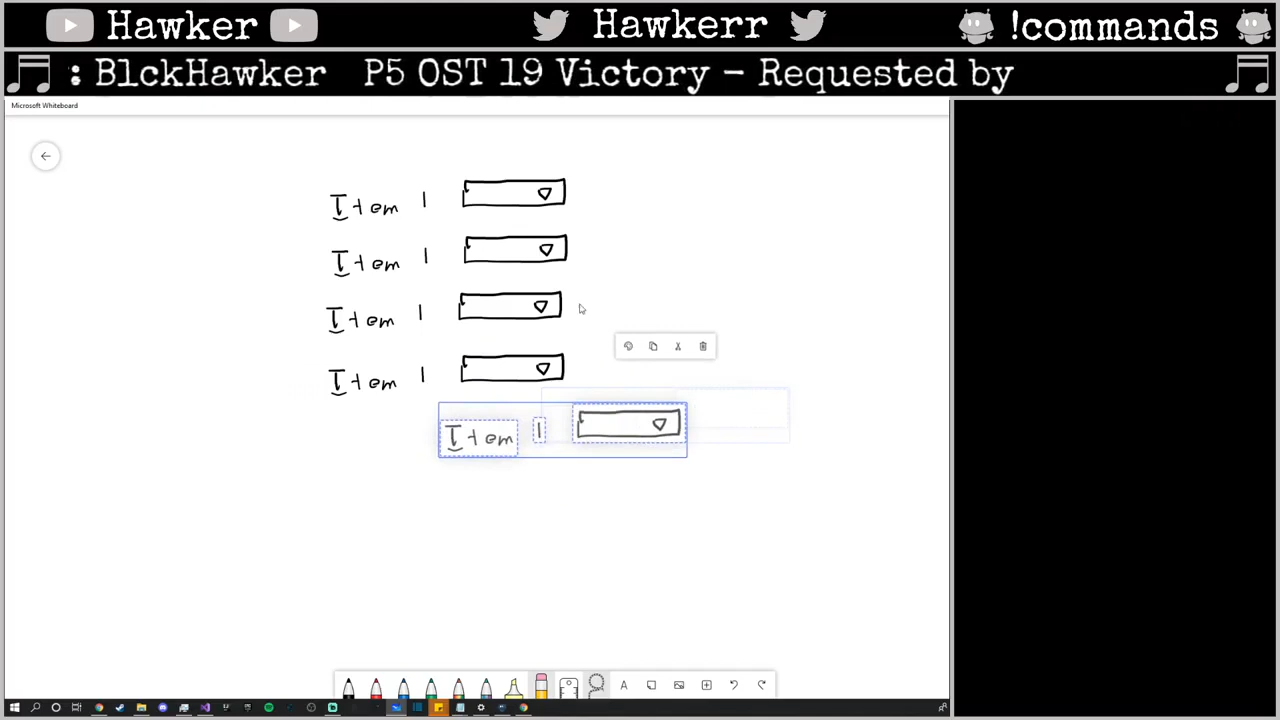 Hawker Hawkerr !commands
: BlckHawker P5 OST 19 Victory - Requested by
Microsoft Whiteboard
Item 1
Item 1
Item 1
Item 1
Item 1